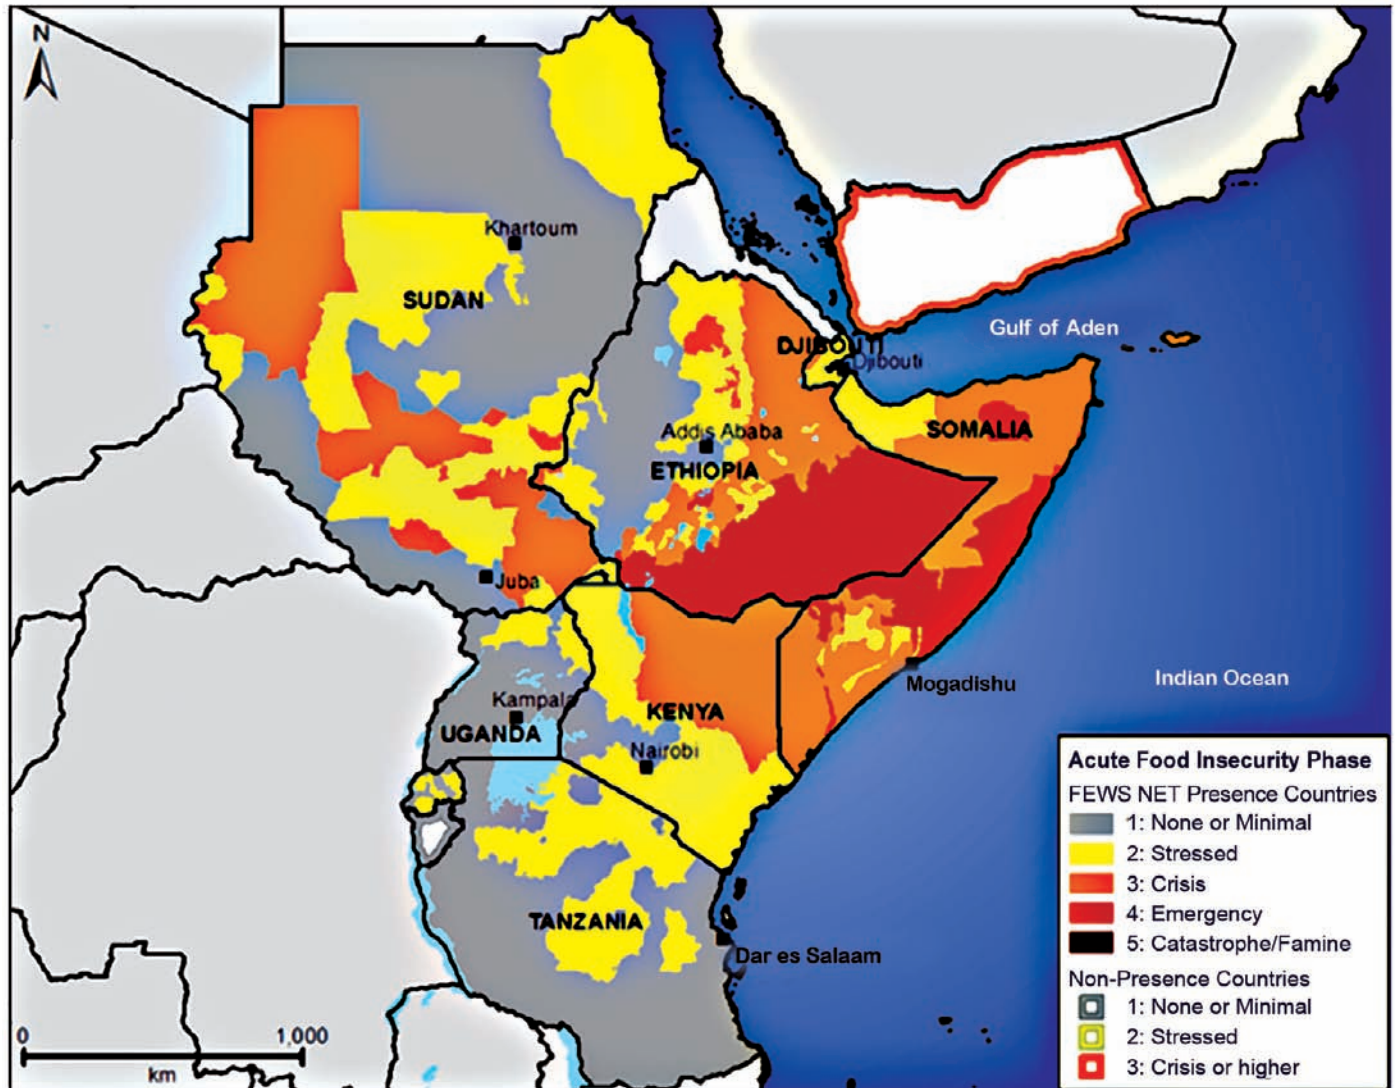 N
Khartoum
SUDAN
Gulf of Aden
DJIBOUTI
Djibouti
Addis Ababa
ETHIOPIA
SOMALIA
Juba
Mogadishu
Indian Ocean
Kampala
UGANDA
KENYA
Nairobi
TANZANIA
Dar es Salaam
0 1,000
km
Acute Food Insecurity Phase
FEWS NET Presence Countries
1: None or Minimal
2: Stressed
3: Crisis
4: Emergency
5: Catastrophe/Famine
Non-Presence Countries
1: None or Minimal
2: Stressed
3: Crisis or higher